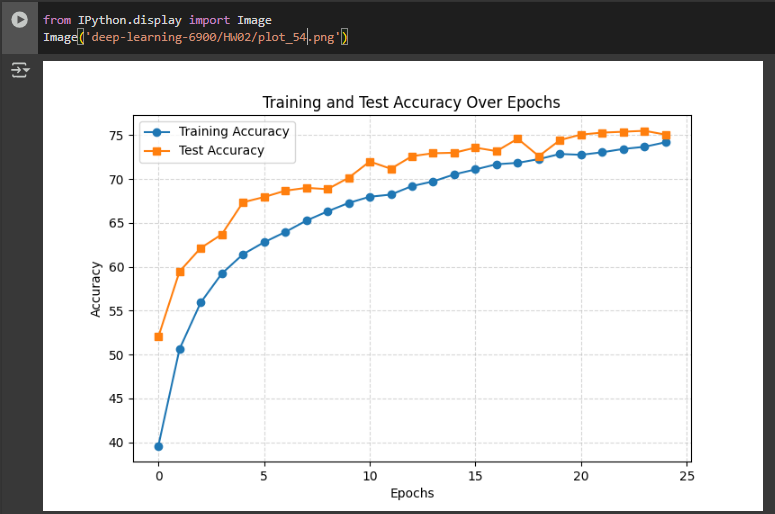 from IPython.display import Image
Image('deep-learning-6900/HW02/plot_54.png')
Training and Test Accuracy Over Epochs
Training Accuracy
Test Accuracy
75
70
65
60
55
50
45
40
Accuracy
0 5 10 15 20 25
Epochs